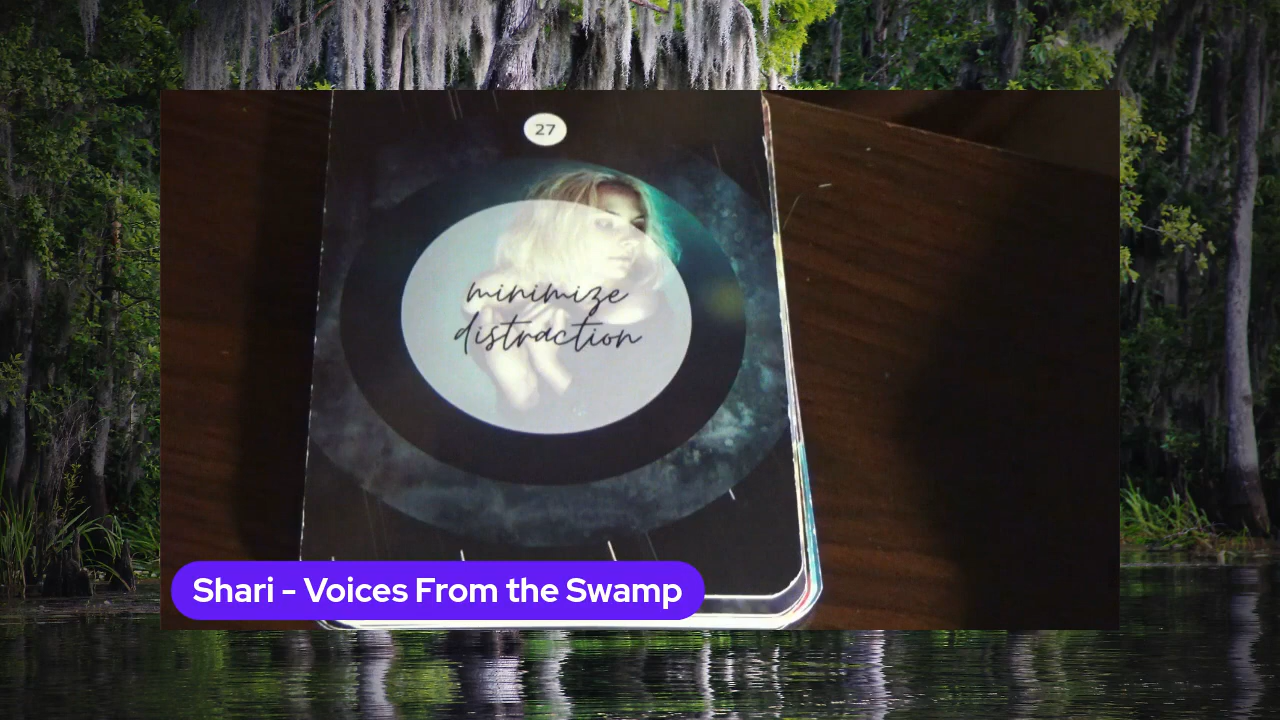 27
minimize
distraction
Shari - Voices From the Swamp